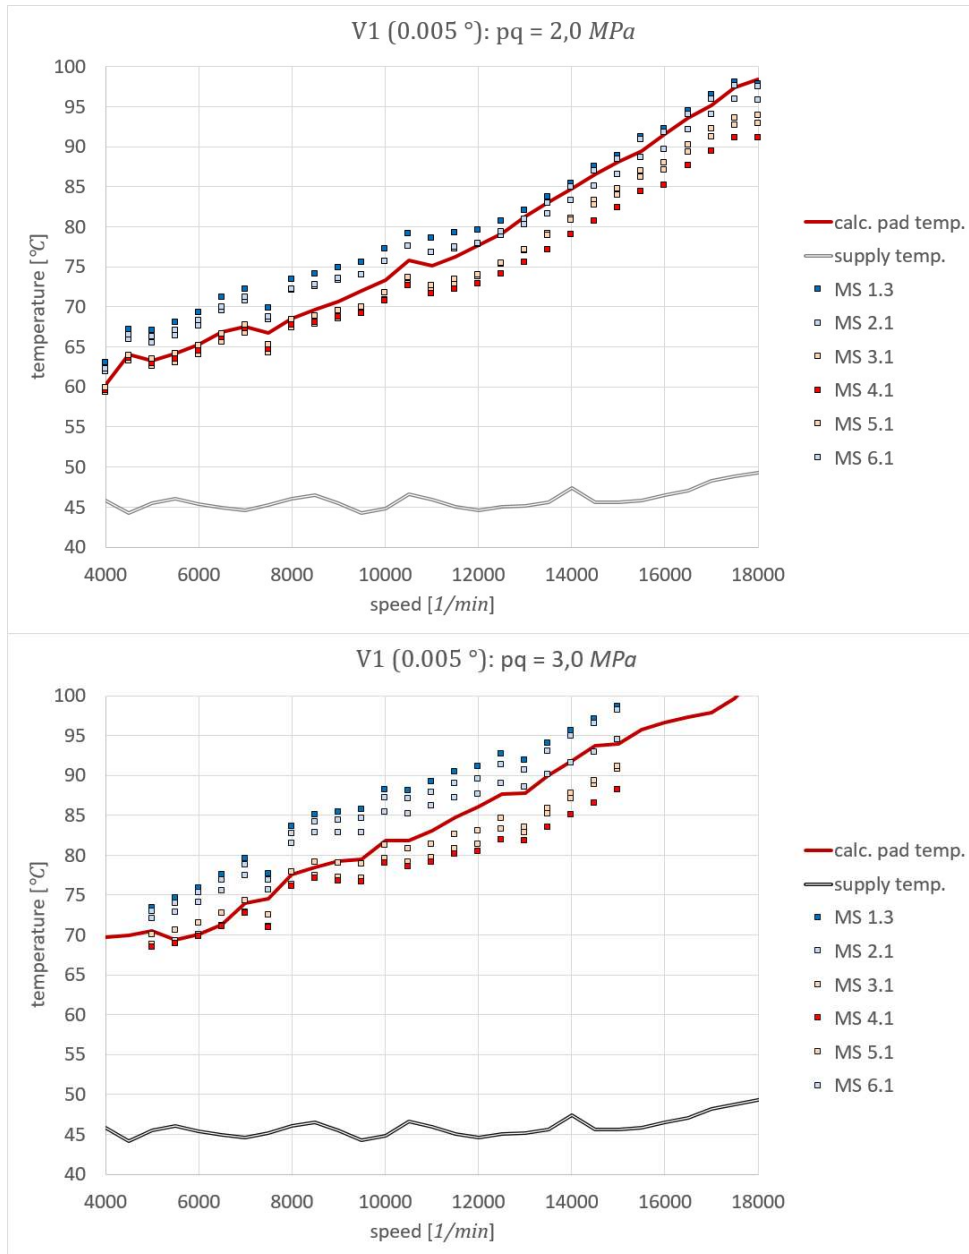 V1 (0.005 °): pq = 2,0 MPa
100
95
90
85
80
75
70
65
60
55
50
45
40
temperature [°C]
4000 6000 8000 10000 12000 14000 16000 18000
speed [1/min]
calc. pad temp.
supply temp.
MS 1.3
MS 2.1
MS 3.1
MS 4.1
MS 5.1
MS 6.1
V1 (0.005 °): pq = 3,0 MPa
100
95
90
85
80
75
70
65
60
55
50
45
40
temperature [°C]
4000 6000 8000 10000 12000 14000 16000 18000
speed [1/min]
calc. pad temp.
supply temp.
MS 1.3
MS 2.1
MS 3.1
MS 4.1
MS 5.1
MS 6.1